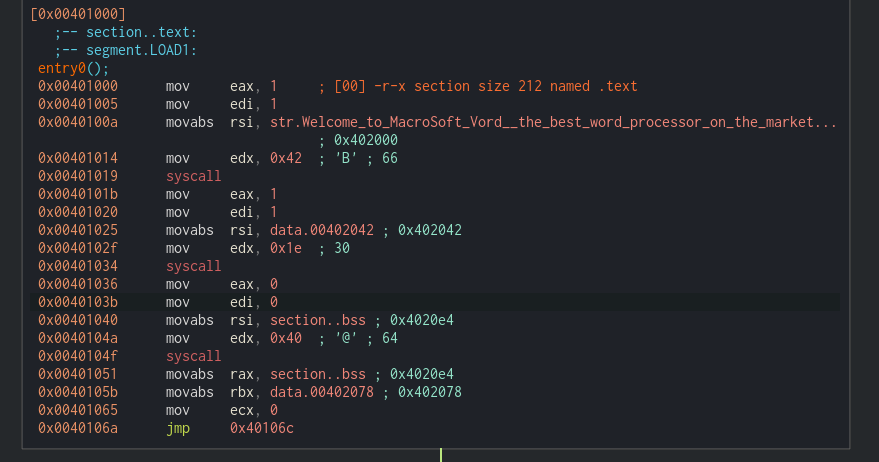 [0x00401000]
;-- section..text:
;-- segment.LOAD1:
entry0();
0x00401000 mov eax, 1 ; [00] -r-x section size 212 named .text
0x00401005 mov edi, 1
0x0040100a movabs rsi, str.Welcome_to_MacroSoft_Vord__the_best_word_processor_on_the_market...
; 0x402000
0x00401014 mov edx, 0x42 ; 'B' ; 66
0x00401019 syscall
0x0040101b mov eax, 1
0x00401020 mov edi, 1
0x00401025 movabs rsi, data.00402042 ; 0x402042
0x0040102f mov edx, 0x1e ; 30
0x00401034 syscall
0x00401036 mov eax, 0
0x0040103b mov edi, 0
0x00401040 movabs rsi, section..bss ; 0x4020e4
0x0040104a mov edx, 0x40 ; '@' ; 64
0x0040104f syscall
0x00401051 movabs rax, section..bss ; 0x4020e4
0x0040105b movabs rbx, data.00402078 ; 0x402078
0x00401065 mov ecx, 0
0x0040106a jmp 0x40106c